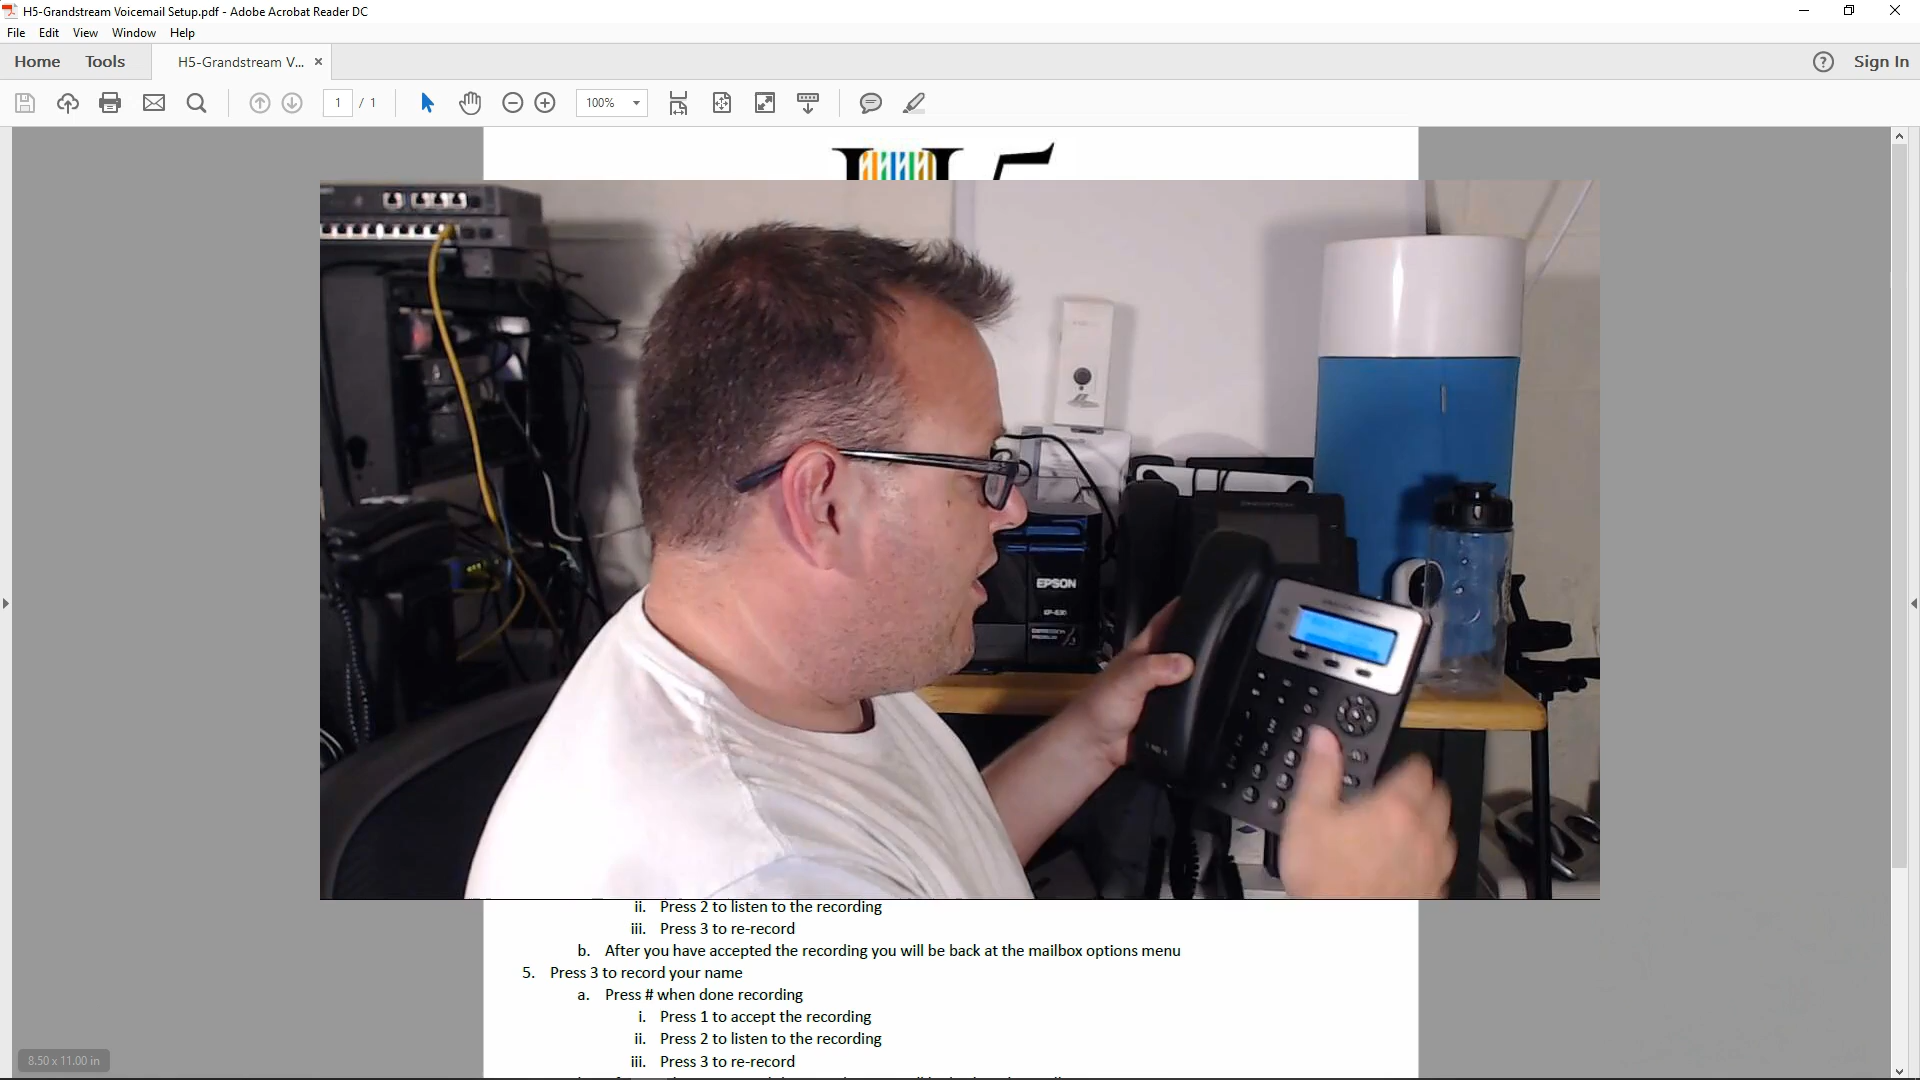 H5-Grandstream Voicemail Setup.pdf - Adobe Acrobat Reader DC
File Edit View Window Help
Home Tools H5-Grandstream V... × ? Sign In
1 / 1 100%
EPSON
ii. Press 2 to listen to the recording
iii. Press 3 to re-record
b. After you have accepted the recording you will be back at the mailbox options menu
5. Press 3 to record your name
a. Press # when done recording
i. Press 1 to accept the recording
ii. Press 2 to listen to the recording
iii. Press 3 to re-record
8.50 x 11.00 in